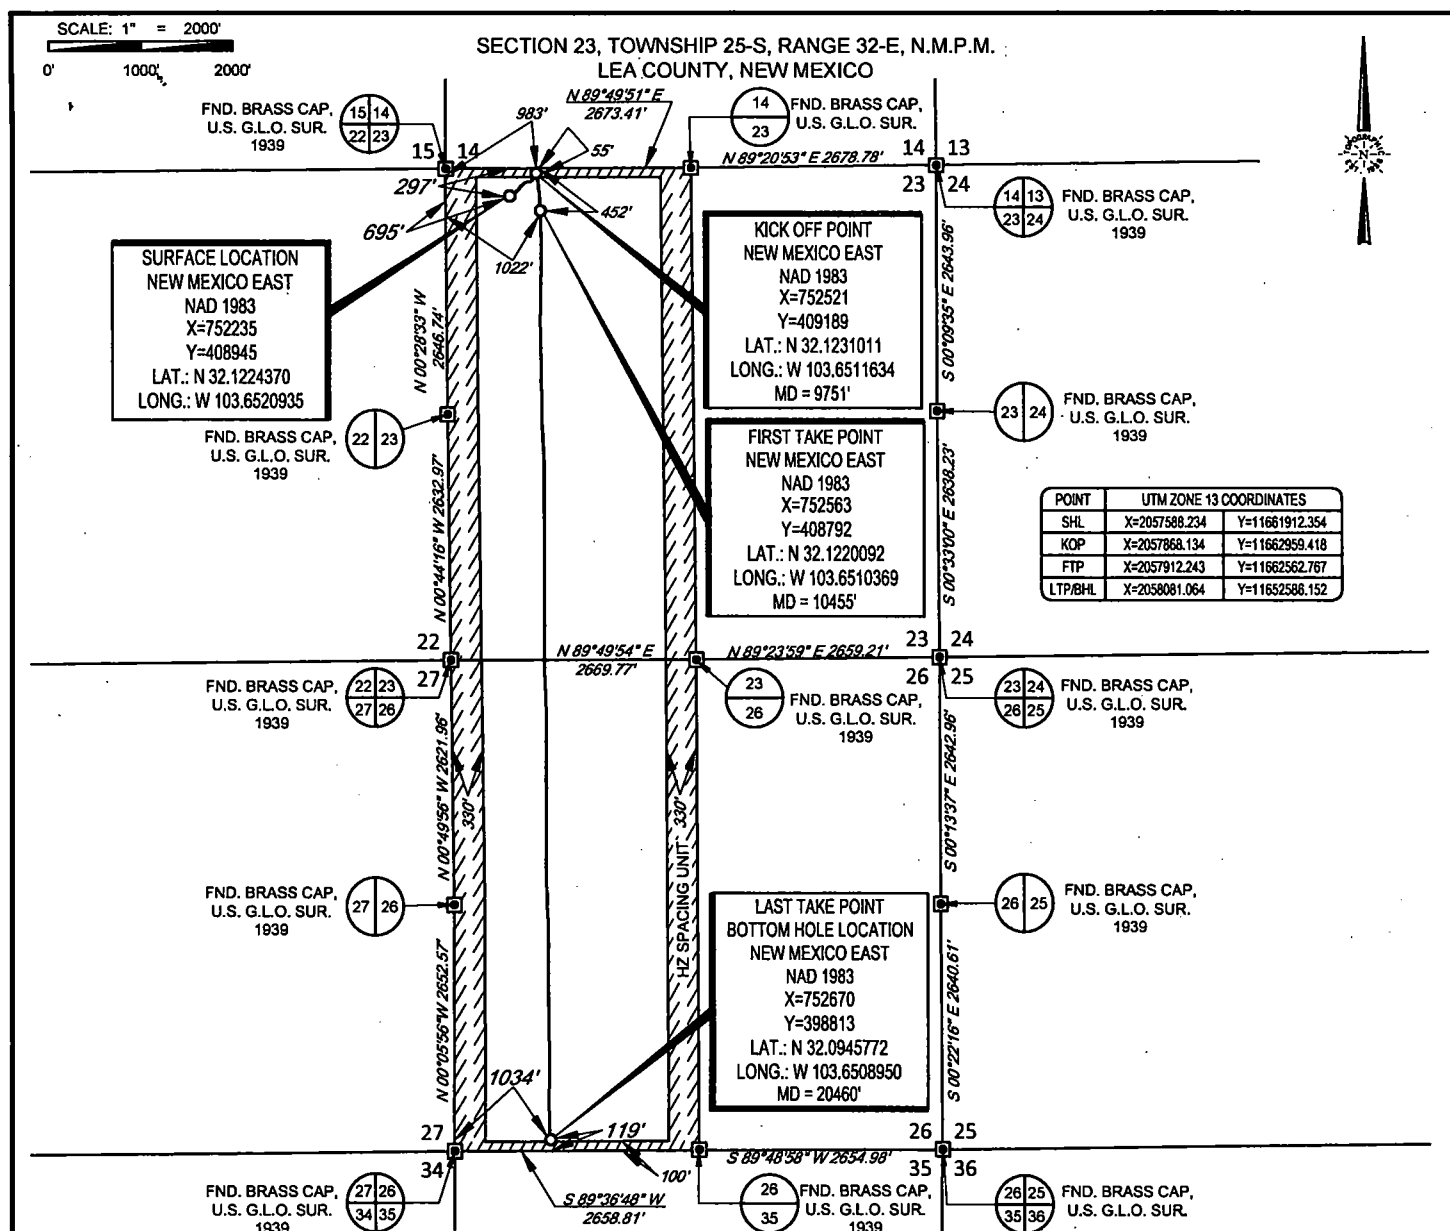 SCALE: 1" = 2000'
0' 1000' 2000'
SECTION 23, TOWNSHIP 25-S, RANGE 32-E, N.M.P.M.
LEA COUNTY, NEW MEXICO
FND. BRASS CAP,
U.S. G.L.O. SUR.
1939
15 14
22 23
983'
N 89°49'51" E
2673.41'
14
23
FND. BRASS CAP,
U.S. G.L.O. SUR.
1939
15 14
55'
N 89°20'53" E 2678.78'
14 13
23 24
N
297'
695'
452'
1022'
14 13
23 24
FND. BRASS CAP,
U.S. G.L.O. SUR.
1939
SURFACE LOCATION
NEW MEXICO EAST
NAD 1983
X=752235
Y=408945
LAT.: N 32.1224370
LONG.: W 103.6520935
KICK OFF POINT
NEW MEXICO EAST
NAD 1983
X=752521
Y=409189
LAT.: N 32.1231011
LONG.: W 103.6511634
MD = 9751'
N 00°28'33" W
2646.74'
S 00°09'35" E 2643.96'
FND. BRASS CAP,
U.S. G.L.O. SUR.
1939
22 23
23 24
FND. BRASS CAP,
U.S. G.L.O. SUR.
1939
FIRST TAKE POINT
NEW MEXICO EAST
NAD 1983
X=752563
Y=408792
LAT.: N 32.1220092
LONG.: W 103.6510369
MD = 10455'
N 00°44'16" W 2632.97'
S 00°33'00" E 2638.23'
POINT UTM ZONE 13 COORDINATES
SHL X=2057588.234 Y=11661912.354
KOP X=2057868.134 Y=11662959.418
FTP X=2057912.243 Y=11662562.767
LTP/BHL X=2058081.064 Y=11652586.152
22
27
N 89°49'54" E
2669.77'
N 89°23'59" E 2659.21'
23 24
26 25
FND. BRASS CAP,
U.S. G.L.O. SUR.
1939
22 23
27 26
23
26
FND. BRASS CAP,
U.S. G.L.O. SUR.
1939
23 24
26 25
FND. BRASS CAP,
U.S. G.L.O. SUR.
1939
N 00°49'56" W 2621.96'
330'
330'
HZ SPACING UNIT
S 00°13'37" E 2642.96'
FND. BRASS CAP,
U.S. G.L.O. SUR.
1939
27 26
26 25
FND. BRASS CAP,
U.S. G.L.O. SUR.
1939
LAST TAKE POINT
BOTTOM HOLE LOCATION
NEW MEXICO EAST
NAD 1983
X=752670
Y=398813
LAT.: N 32.0945772
LONG.: W 103.6508950
MD = 20460'
N 00°05'56" W 2652.57'
S 00°22'16" E 2640.61'
1034'
119'
100'
27
34
S 89°48'58" W 2654.98'
26 25
35 36
FND. BRASS CAP,
U.S. G.L.O. SUR.
1939
27 26
34 35
S 89°36'48" W
2658.81'
26
35
FND. BRASS CAP,
U.S. G.L.O. SUR.
1939
26 25
35 36
FND. BRASS CAP,
U.S. G.L.O. SUR.
1939